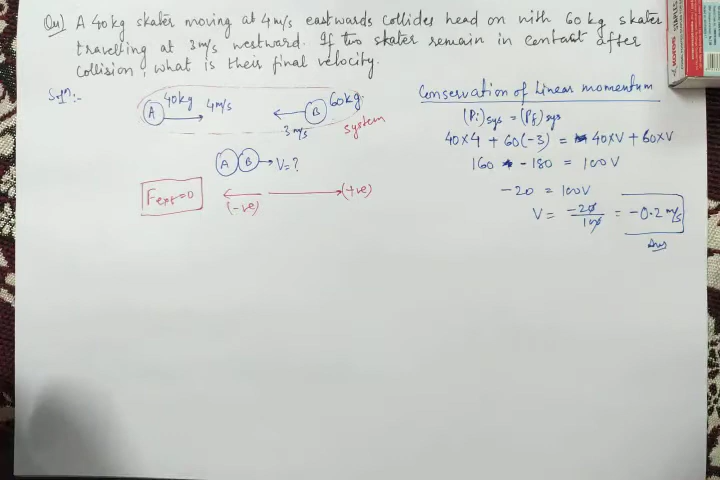 Qu] A 40kg skater moving at 4m/s eastwards collides head on with 60kg skater
travelling at 3m/s westward. If two skater remain in contact after
collision, what is their final velocity.
Solⁿ:-
A 40kg 4m/s B 60kg
3m/s system
A B V=?
Fext=0 (-ve) (+ve)
Conservation of Linear momentum
(Pi)sys = (Pf)sys
40×4 + 60(-3) = 40×V + 60×V
160 - 180 = 100V
-20 = 100V
V = -20/100 = -0.2 m/s
Ans